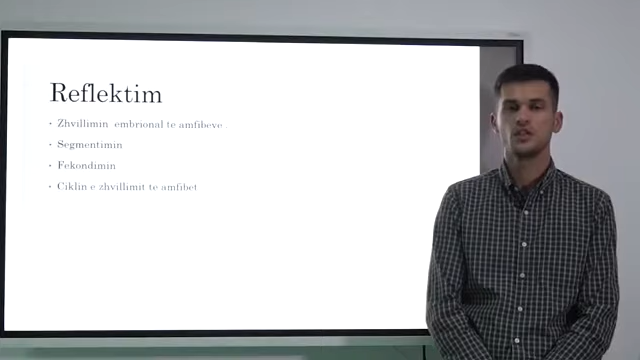 Reflektim
Zhvillimin embrional te amfibeve .
Segmentimin
Fekondimin
Ciklin e zhvillimit te amfibet